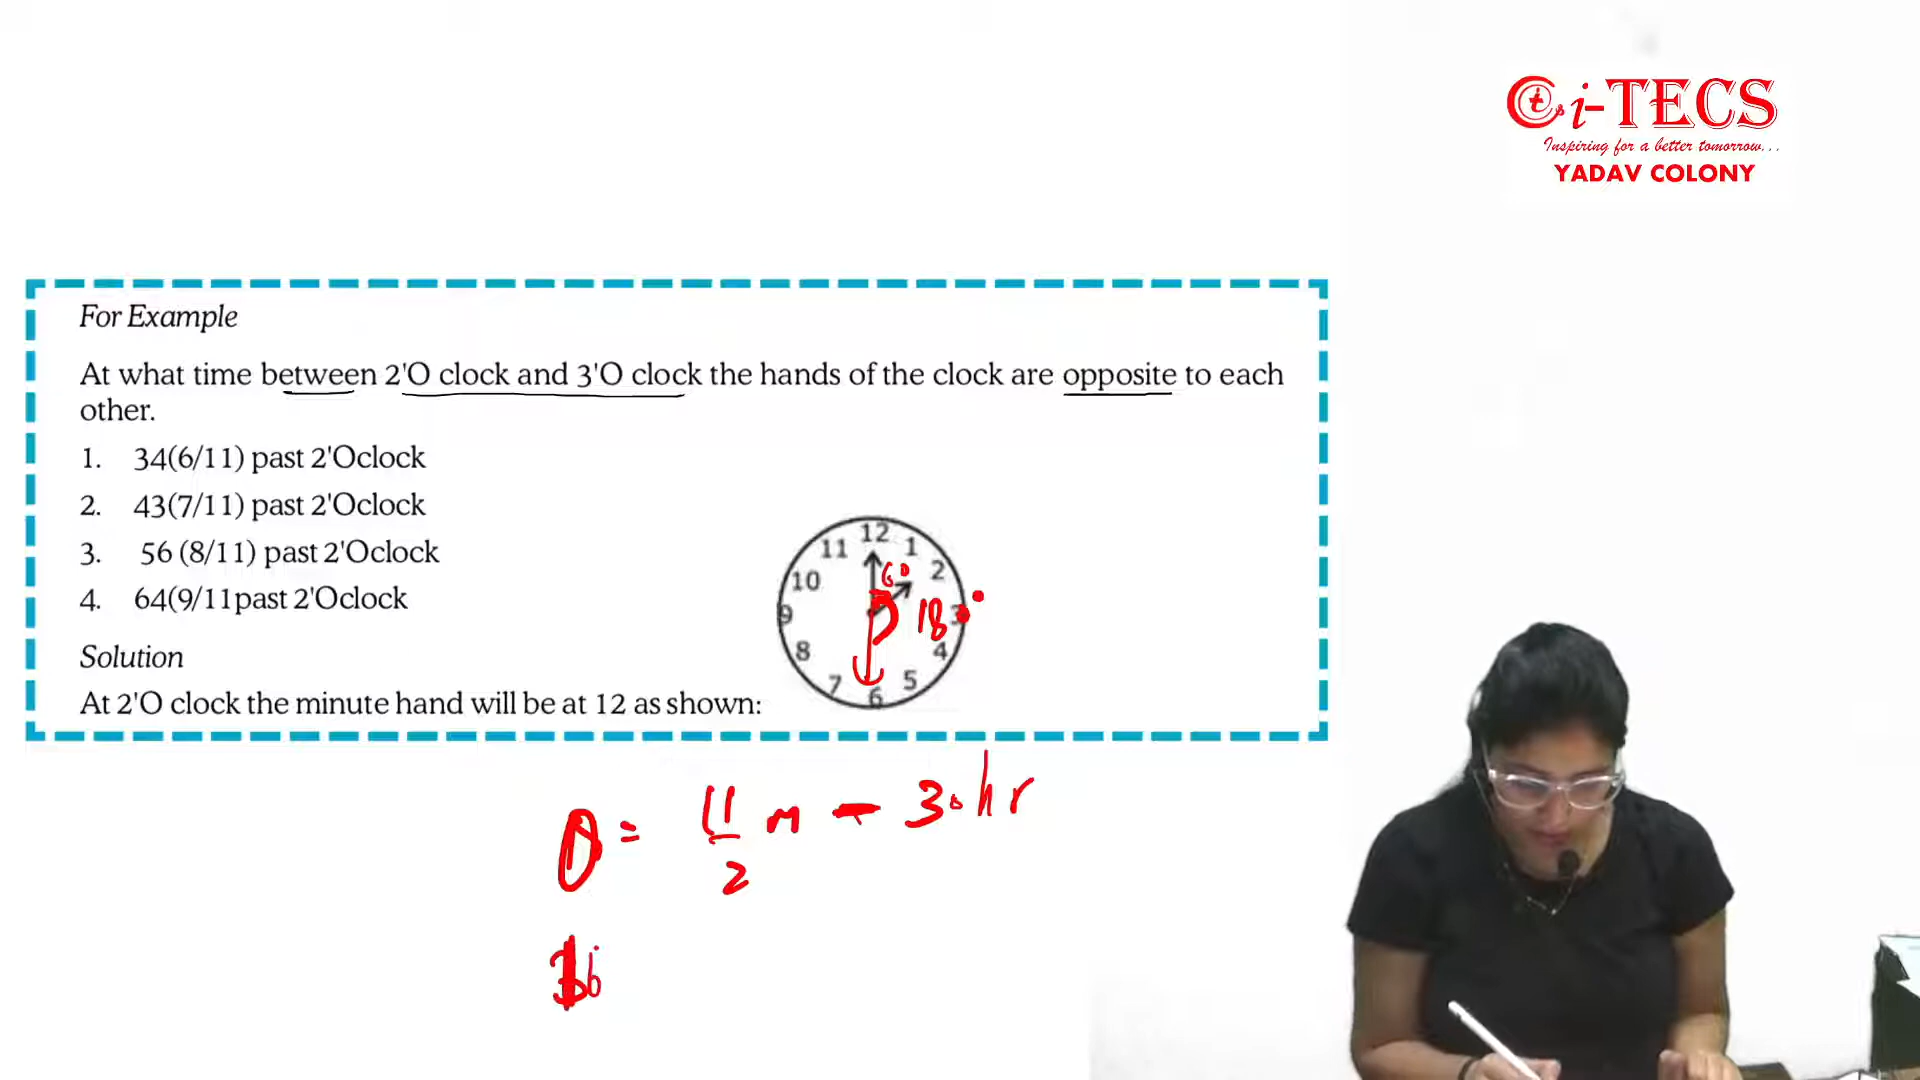 i-TECS
Inspiring for a better tomorrow...
YADAV COLONY
For Example
At what time between 2'O clock and 3'O clock the hands of the clock are opposite to each
other.
1. 34(6/11) past 2'Oclock
2. 43(7/11) past 2'Oclock
3. 56 (8/11) past 2'Oclock
4. 64(9/11past 2'Oclock
Solution
At 2'O clock the minute hand will be at 12 as shown:
12
11 1
10 60 2
9 180 3
8 4
7 5
6
θ = 11/2 m - 30 hr